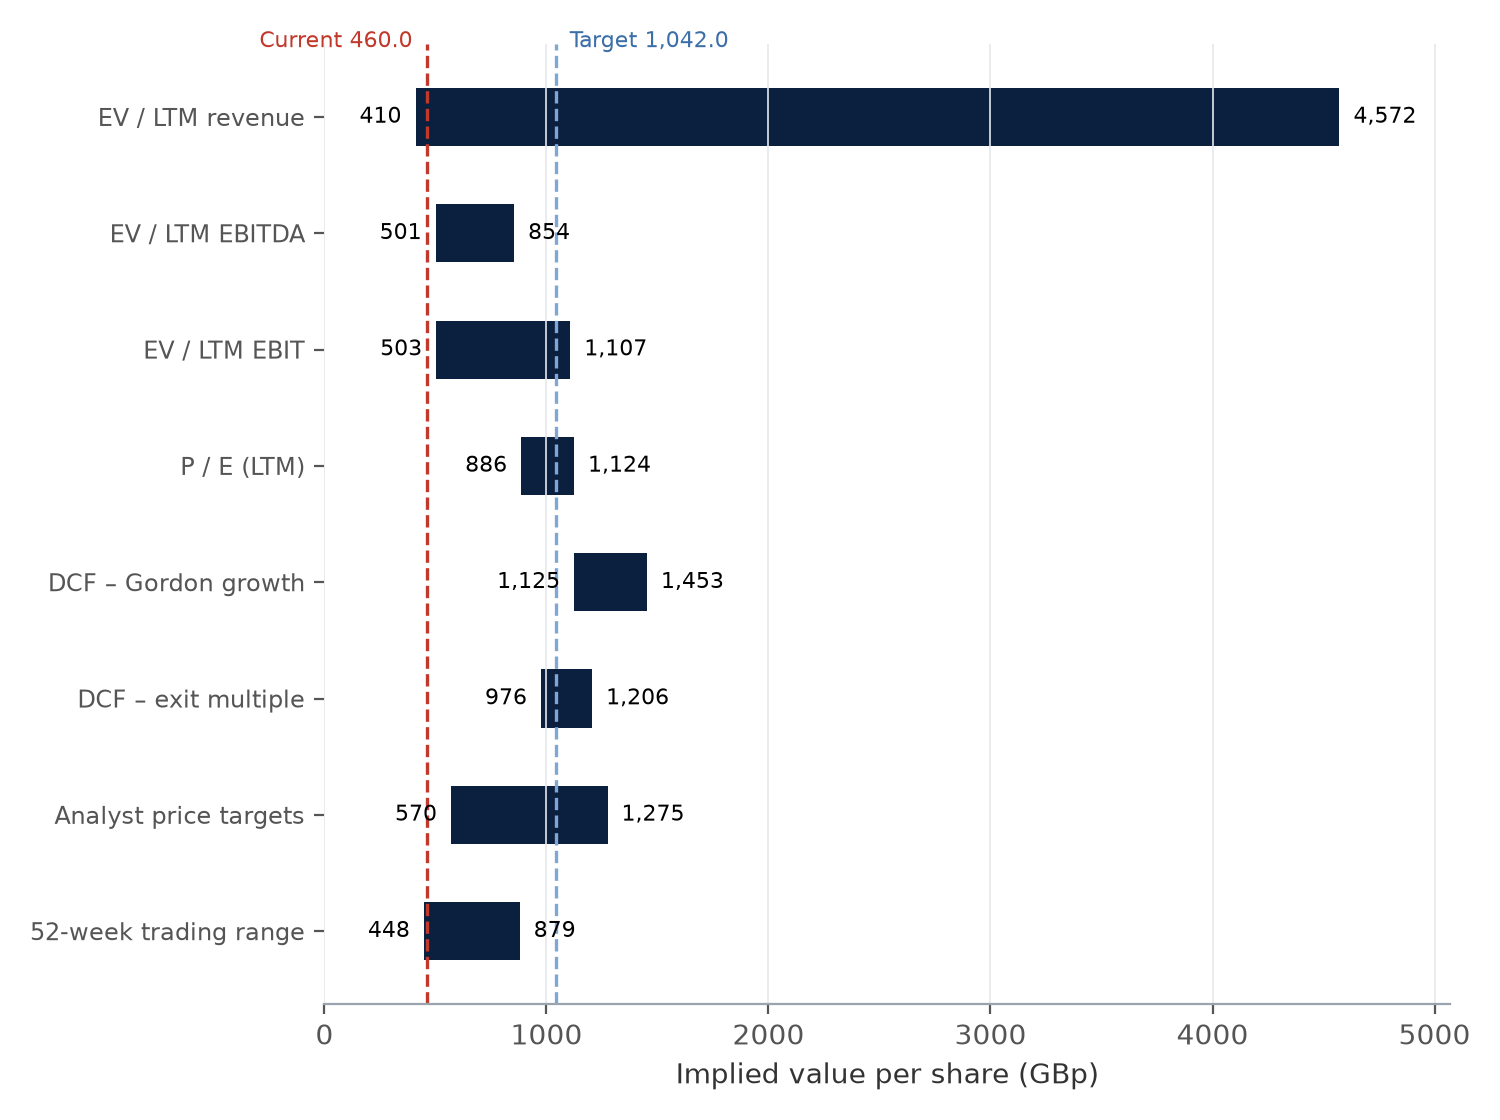 Current 460.0 Target 1,042.0
EV / LTM revenue 410 4,572
EV / LTM EBITDA 501 854
EV / LTM EBIT 503 1,107
P / E (LTM) 886 1,124
DCF – Gordon growth 1,125 1,453
DCF – exit multiple 976 1,206
Analyst price targets 570 1,275
52-week trading range 448 879
0 1000 2000 3000 4000 5000
Implied value per share (GBp)